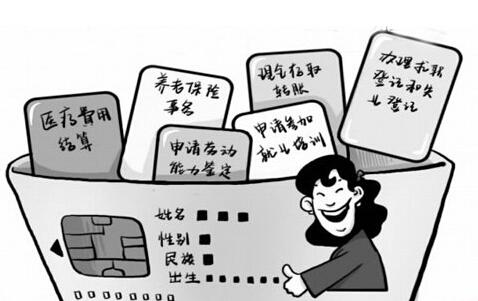 医疗费用
结算
养老保险
事务
申请劳动
能力鉴定
现金存取
转账
申请参加
就业培训
办理求职
登记和失
业登记
姓名
性别
民族
出生